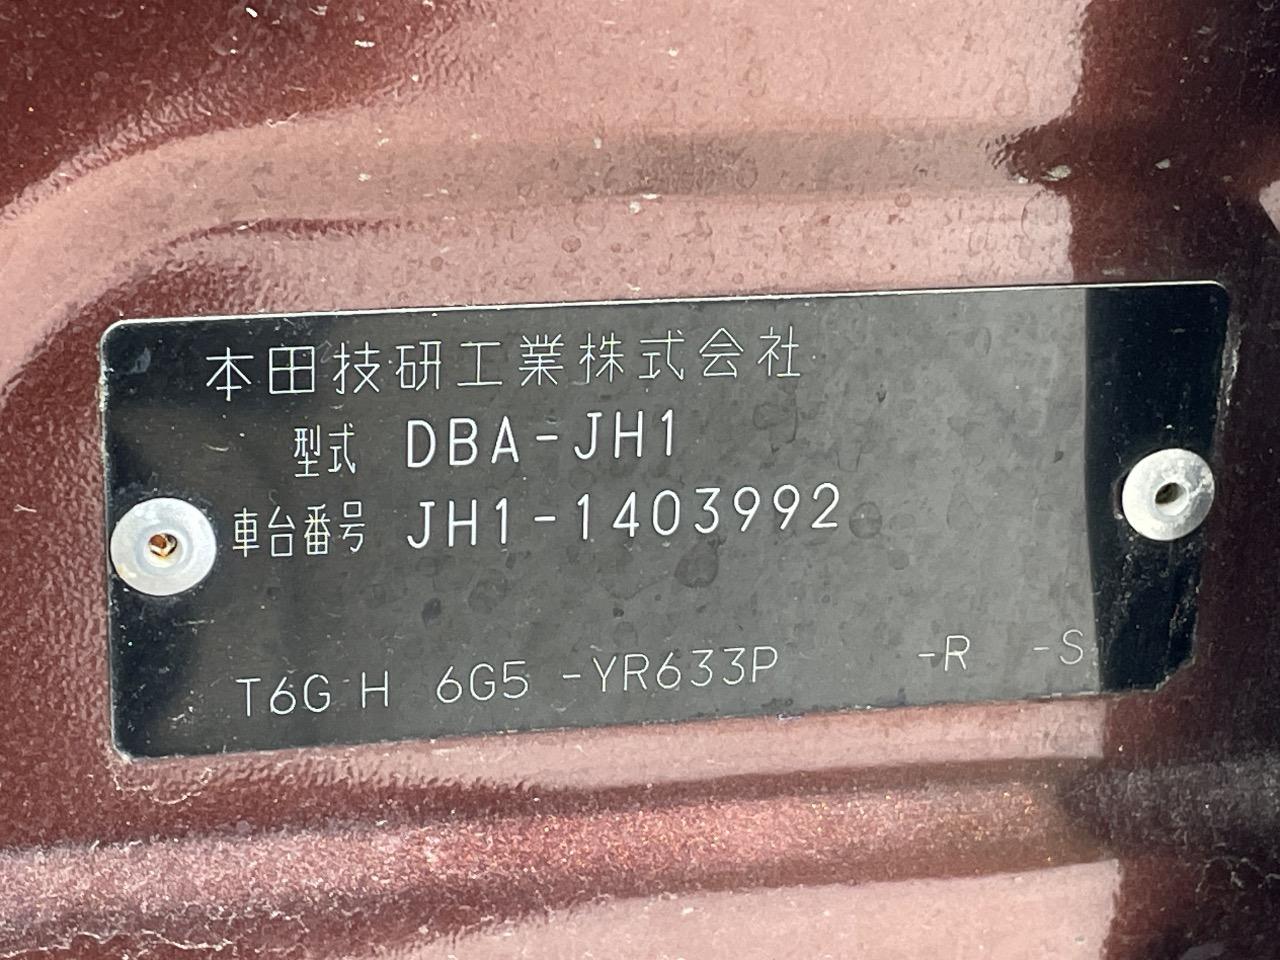 本田技研工業株式会社
型式 DBA-JH1
車台番号 JH1-1403992
T6G H 6G5 -YR633P -R -S